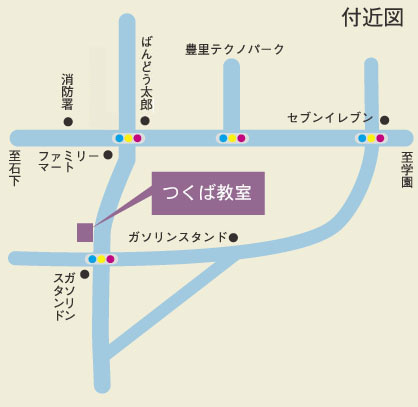 付近図
豊里テクノパーク
ばんどう太郎
消防署
セブンイレブン
ファミリー
マート
至石下
至学園
つくば教室
ガソリンスタンド
ガソリン
スタンド